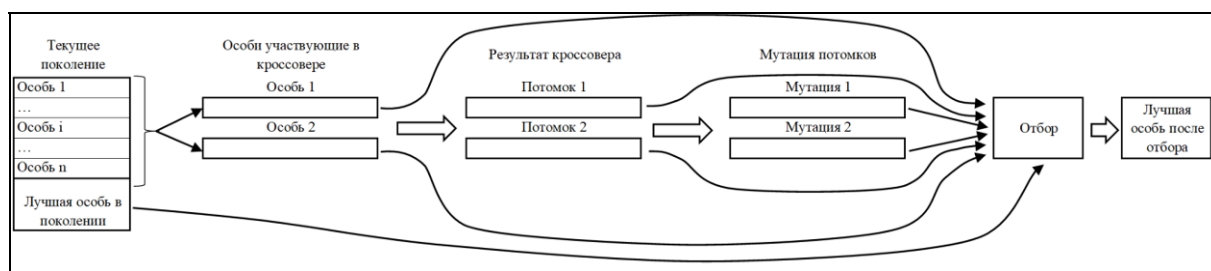 Текущее
поколение
Особь 1
...
Особь i
...
Особь n
Лучшая особь в
поколении
Особи участвующие в
кроссовере
Особь 1
Особь 2
Результат кроссовера
Потомок 1
Потомок 2
Мутация потомков
Мутация 1
Мутация 2
Отбор
Лучшая
особь после
отбора